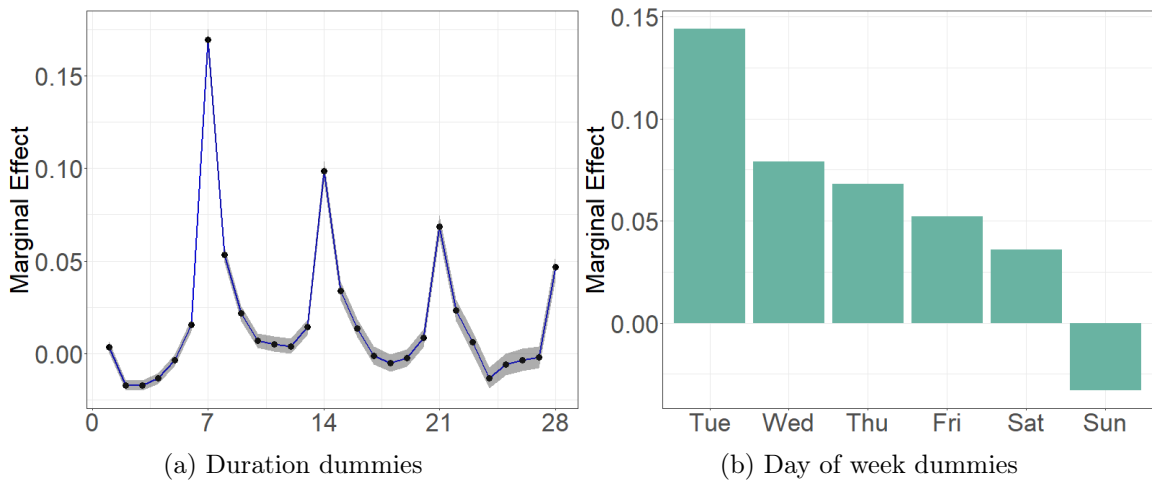 Marginal Effect
0.15
0.10
0.05
0.00
0 7 14 21 28
(a) Duration dummies
Marginal Effect
0.15
0.10
0.05
0.00
Tue Wed Thu Fri Sat Sun
(b) Day of week dummies